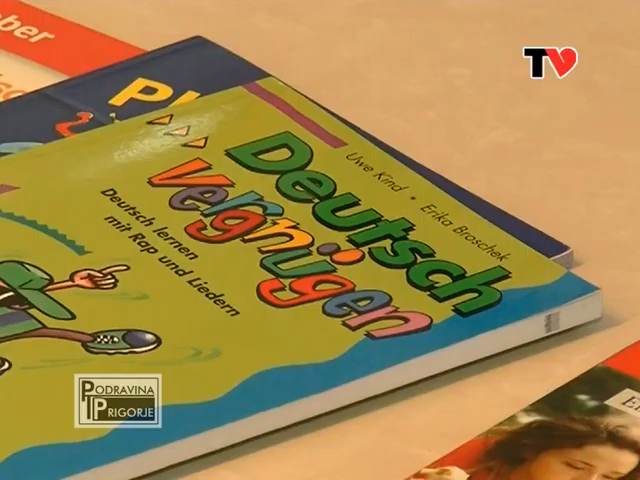 TV
Uwe Kind • Erika Broschek
Deutsch
vergnügen
Deutsch lernen
mit Rap und Liedern
PODRAVINA
I PRIGORJE